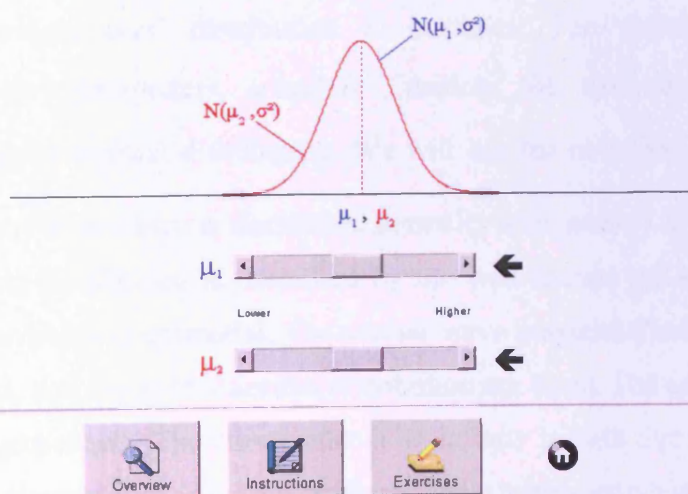 N(μ₁,σ²)
N(μ₂,σ²)
μ₁, μ₂
μ₁
Lower Higher
μ₂
Overview Instructions Exercises